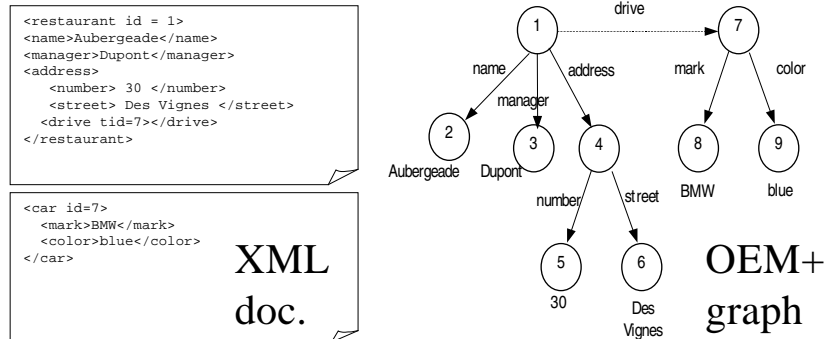 <restaurant id = 1>
<name>Aubergeade</name>
<manager>Dupont</manager>
<address>
<number> 30 </number>
<street> Des Vignes </street>
<drive tid=7></drive>
</restaurant>
<car id=7>
<mark>BMW</mark>
<color>blue</color>
</car>
XML
doc.
drive
1
7
name
address
mark
color
manager
2
3
4
8
9
Aubergeade
Dupont
BMW
blue
number
street
5
6
30
Des
Vignes
OEM+
graph